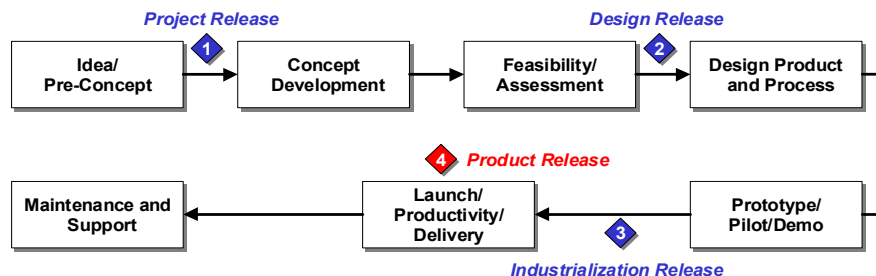 Project Release
1
Idea/
Pre-Concept
Concept
Development
Feasibility/
Assessment
Design Release
2
Design Product
and Process
4
Product Release
Maintenance and
Support
Launch/
Productivity/
Delivery
3
Industrialization Release
Prototype/
Pilot/Demo